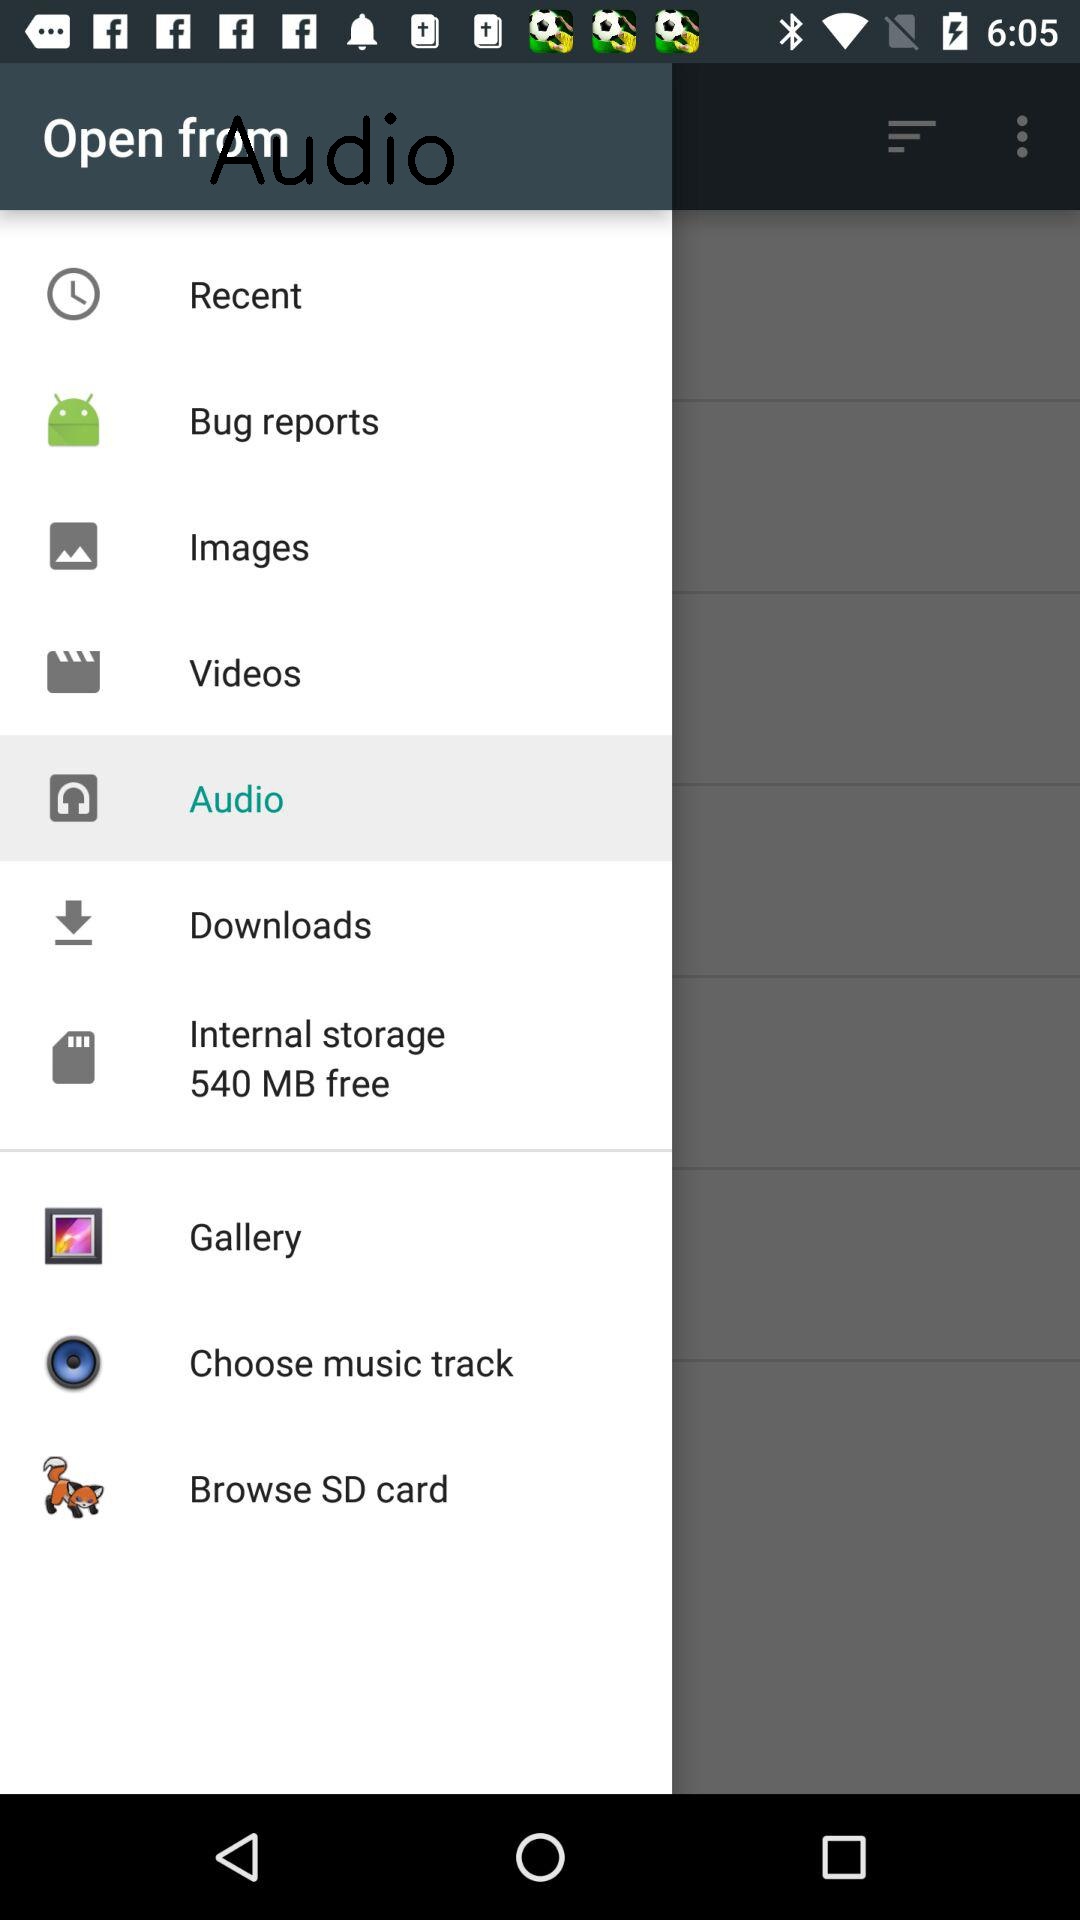 6:05
Open from
Audio
Recent
Bug reports
Images
Videos
Audio
Downloads
Internal storage
540 MB free
Gallery
Choose music track
Browse SD card